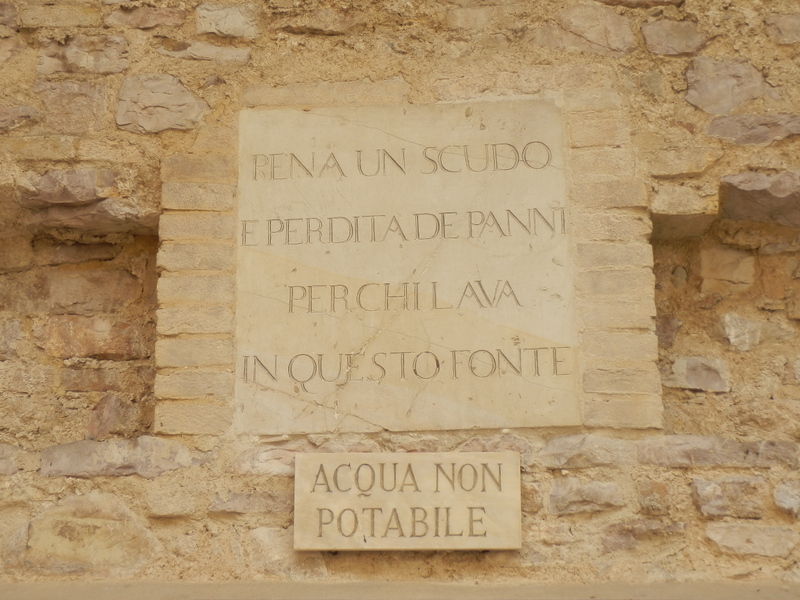 PENA UN SCUDO
E PERDITA DE PANNI
PER CHI LAVA
IN QUESTO FONTE
ACQUA NON
POTABILE